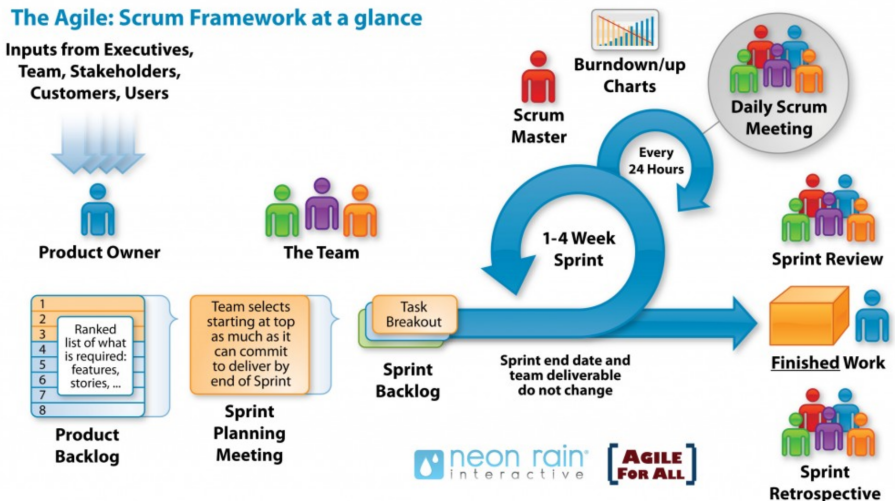 The Agile: Scrum Framework at a glance
Inputs from Executives,
Team, Stakeholders,
Customers, Users
Product Owner
The Team
Scrum
Master
Burndown/up
Charts
Daily Scrum
Meeting
Every
24 Hours
1-4 Week
Sprint
Sprint Review
1
2
3
4
5
6
7
8
Ranked
list of what
is required:
features,
stories, ...
Product
Backlog
Team selects
starting at top
as much as it
can commit
to deliver by
end of Sprint
Sprint
Planning
Meeting
Task
Breakout
Sprint
Backlog
Sprint end date and
team deliverable
do not change
Finished Work
Sprint
Retrospective
neon rain
interactive
AGILE
FOR ALL